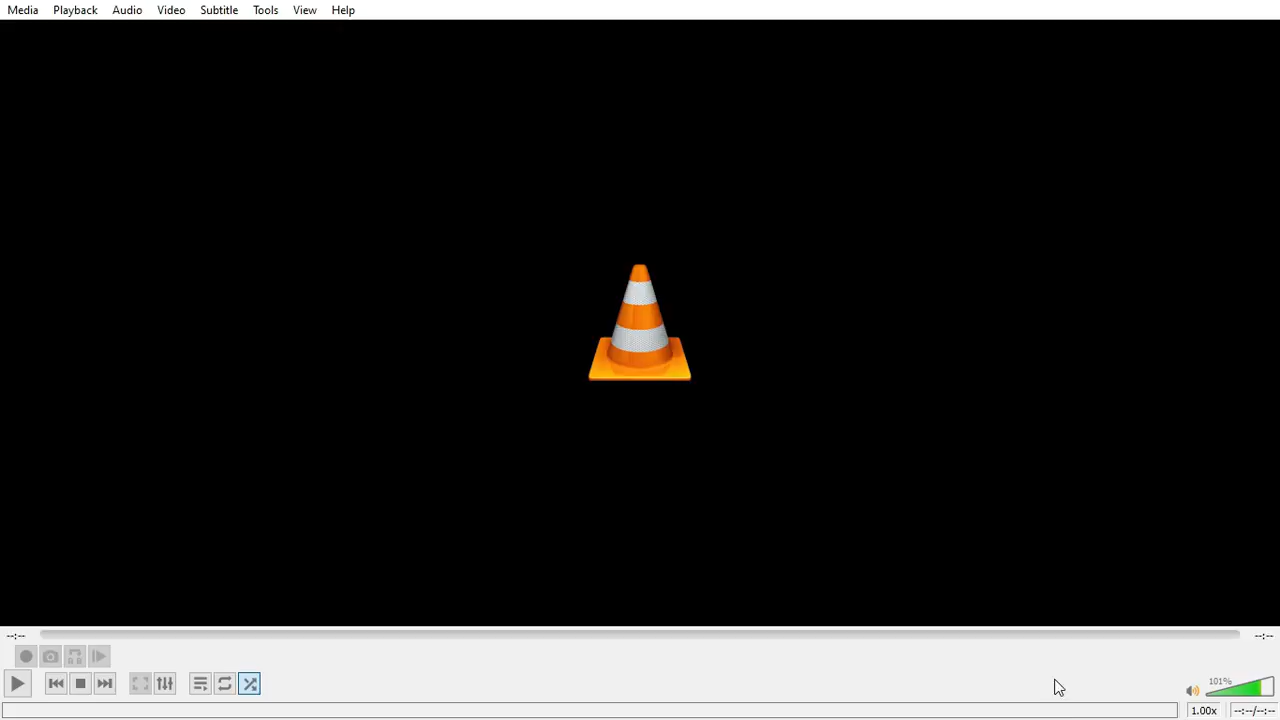 Media Playback Audio Video Subtitle Tools View Help
--:-- --:--
101%
1.00x --:--/--:--